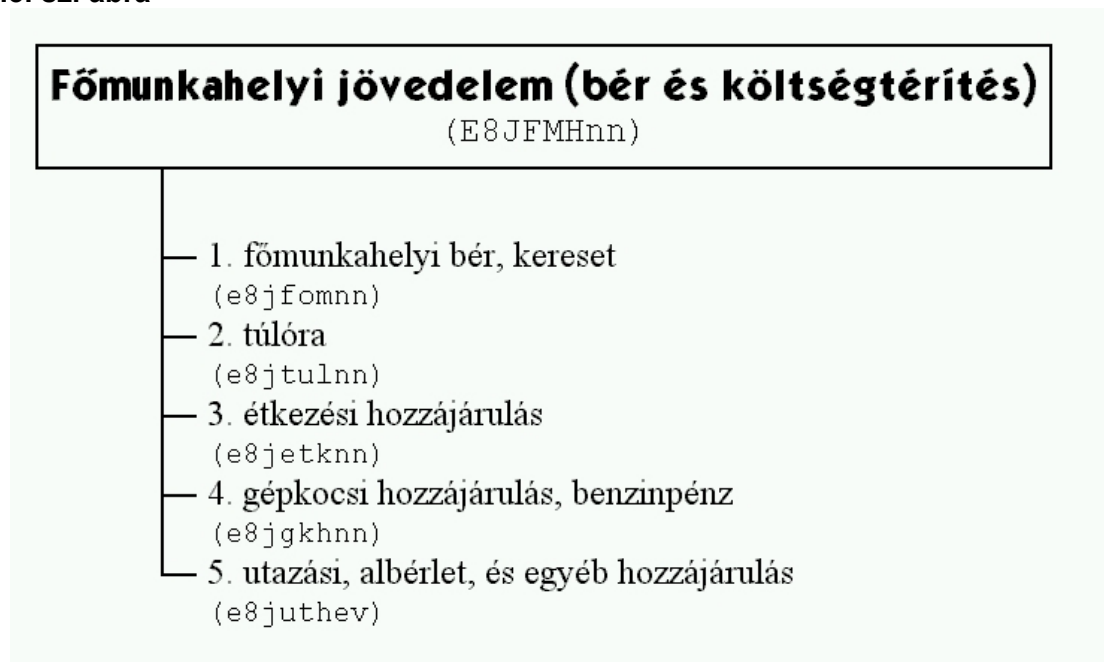 Főmunkahelyi jövedelem (bér és költségtérítés)
(E8JFMHnn)
1. főmunkahelyi bér, kereset
(e8jfomnn)
2. túlóra
(e8jtulnn)
3. étkezési hozzájárulás
(e8jetknn)
4. gépkocsi hozzájárulás, benzinpénz
(e8jgkhnn)
5. utazási, albérlet, és egyéb hozzájárulás
(e8juthev)